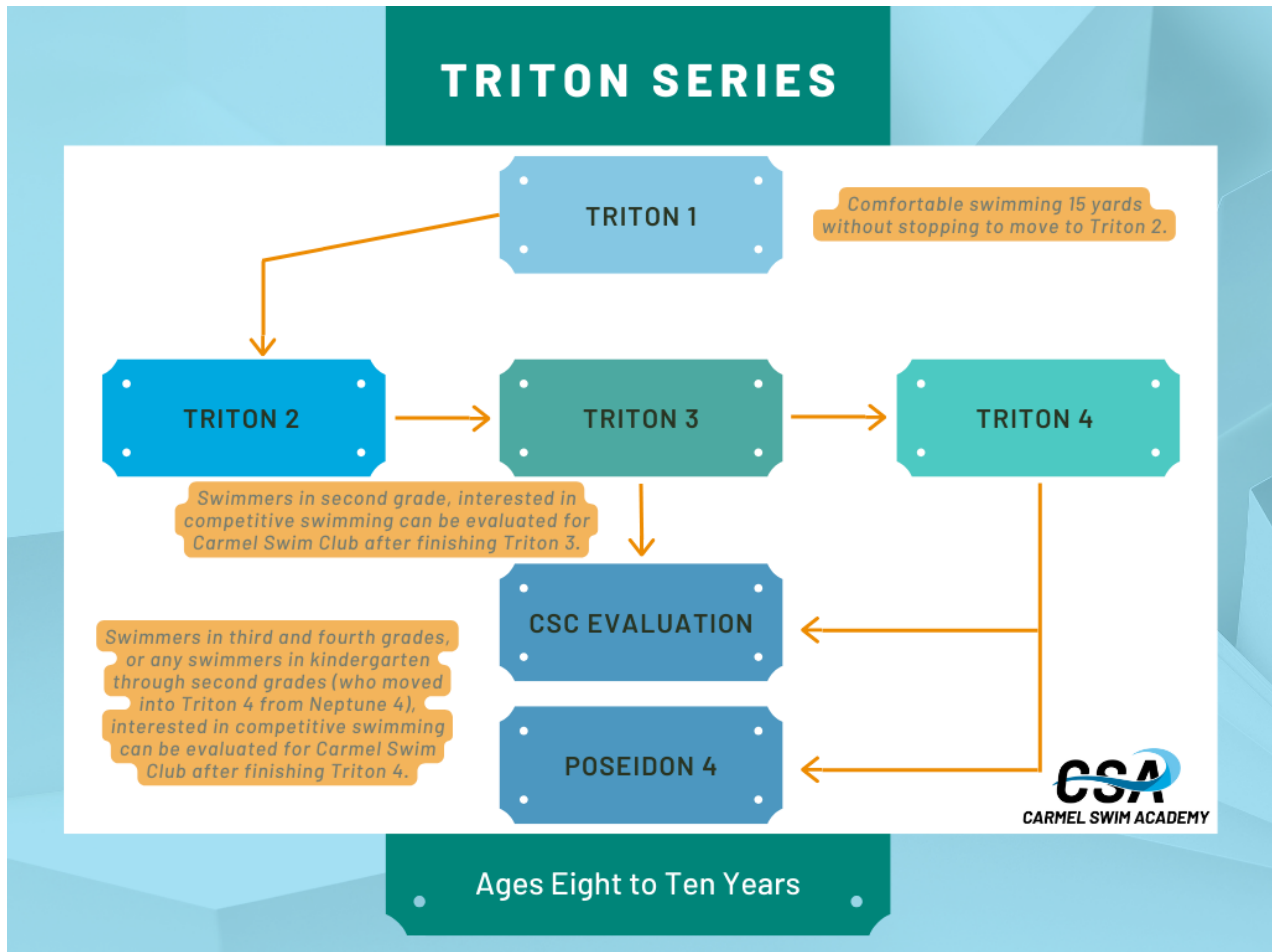 TRITON SERIES
TRITON 1
Comfortable swimming 15 yards
without stopping to move to Triton 2.
TRITON 2
TRITON 3
TRITON 4
Swimmers in second grade, interested in
competitive swimming can be evaluated for
Carmel Swim Club after finishing Triton 3.
CSC EVALUATION
Swimmers in third and fourth grades,
or any swimmers in kindergarten
through second grades (who moved
into Triton 4 from Neptune 4),
interested in competitive swimming
can be evaluated for Carmel Swim
Club after finishing Triton 4.
POSEIDON 4
CSA
CARMEL SWIM ACADEMY
Ages Eight to Ten Years